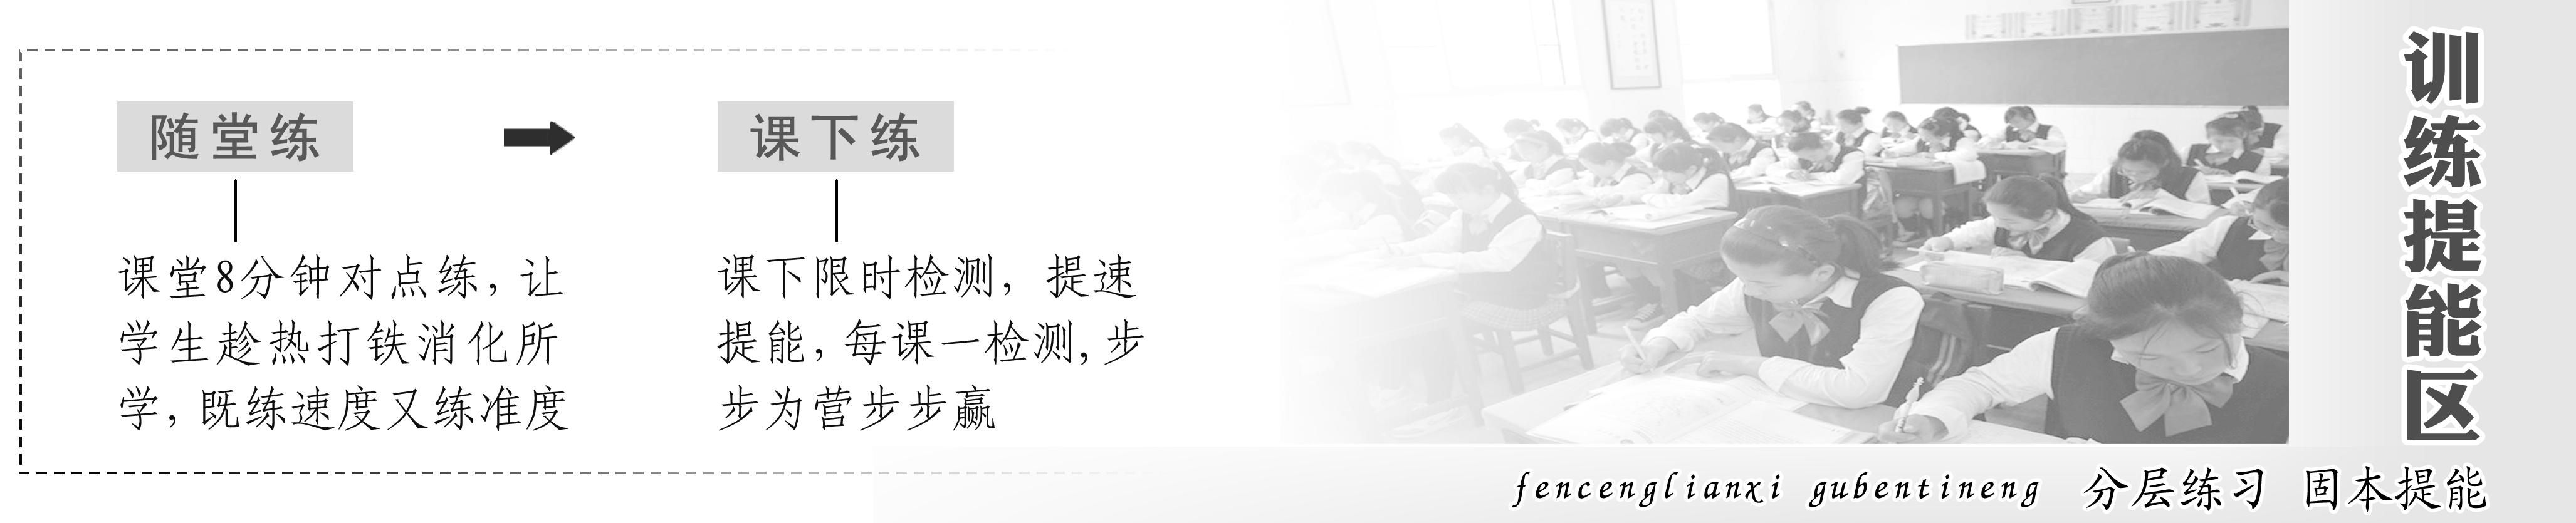 随堂练
课堂8分钟对点练，让
学生趁热打铁消化所
学，既练速度又练准度
课下练
课下限时检测，提速
提能，每课一检测，步
步为营步步赢
训练提能区
fencenglianxi gubentineng 分层练习 固本提能